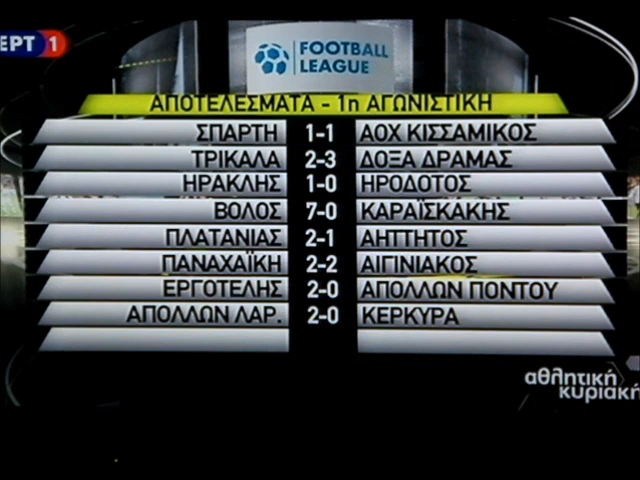 ΕΡΤ 1
FOOTBALL
LEAGUE
ΑΠΟΤΕΛΕΣΜΑΤΑ - 1η ΑΓΩΝΙΣΤΙΚΗ
ΣΠΑΡΤΗ 1-1 ΑΟΧ ΚΙΣΣΑΜΙΚΟΣ
ΤΡΙΚΑΛΑ 2-3 ΔΟΞΑ ΔΡΑΜΑΣ
ΗΡΑΚΛΗΣ 1-0 ΗΡΟΔΟΤΟΣ
ΒΟΛΟΣ 7-0 ΚΑΡΑΪΣΚΑΚΗΣ
ΠΛΑΤΑΝΙΑΣ 2-1 ΑΗΤΤΗΤΟΣ
ΠΑΝΑΧΑΪΚΗ 2-2 ΑΙΓΙΝΙΑΚΟΣ
ΕΡΓΟΤΕΛΗΣ 2-0 ΑΠΟΛΛΩΝ ΠΟΝΤΟΥ
ΑΠΟΛΛΩΝ ΛΑΡ. 2-0 ΚΕΡΚΥΡΑ
αθλητική
κυριακή